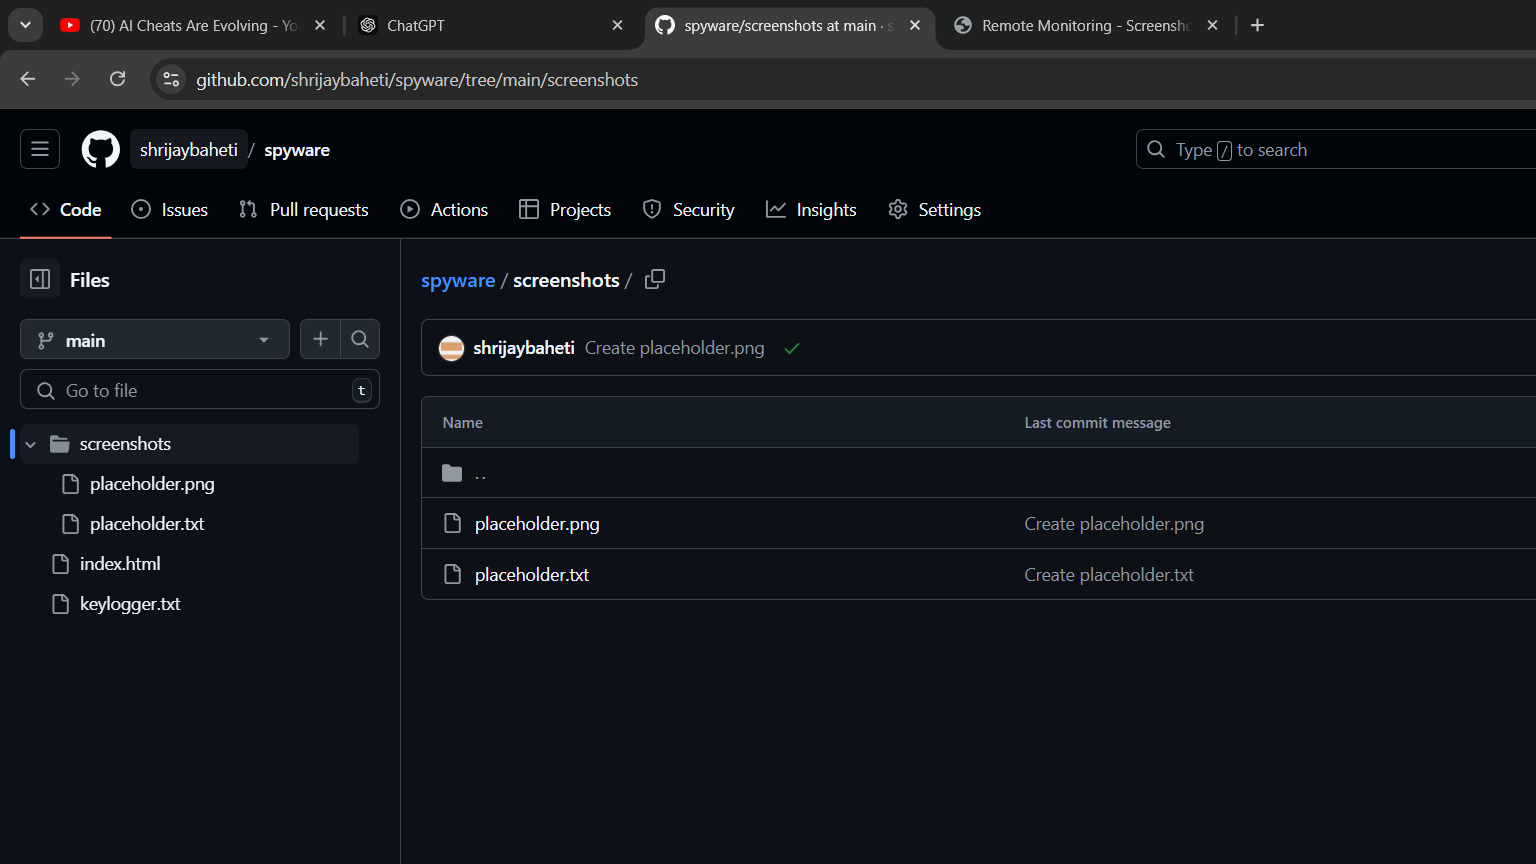 (70) AI Cheats Are Evolving - Yo
ChatGPT
spyware/screenshots at main · s
Remote Monitoring - Screensho
github.com/shrijaybaheti/spyware/tree/main/screenshots
shrijaybaheti / spyware
Type / to search
Code
Issues
Pull requests
Actions
Projects
Security
Insights
Settings
Files
main
Go to file
t
screenshots
placeholder.png
placeholder.txt
index.html
keylogger.txt
spyware / screenshots /
shrijaybaheti Create placeholder.png
Name Last commit message
..
placeholder.png Create placeholder.png
placeholder.txt Create placeholder.txt